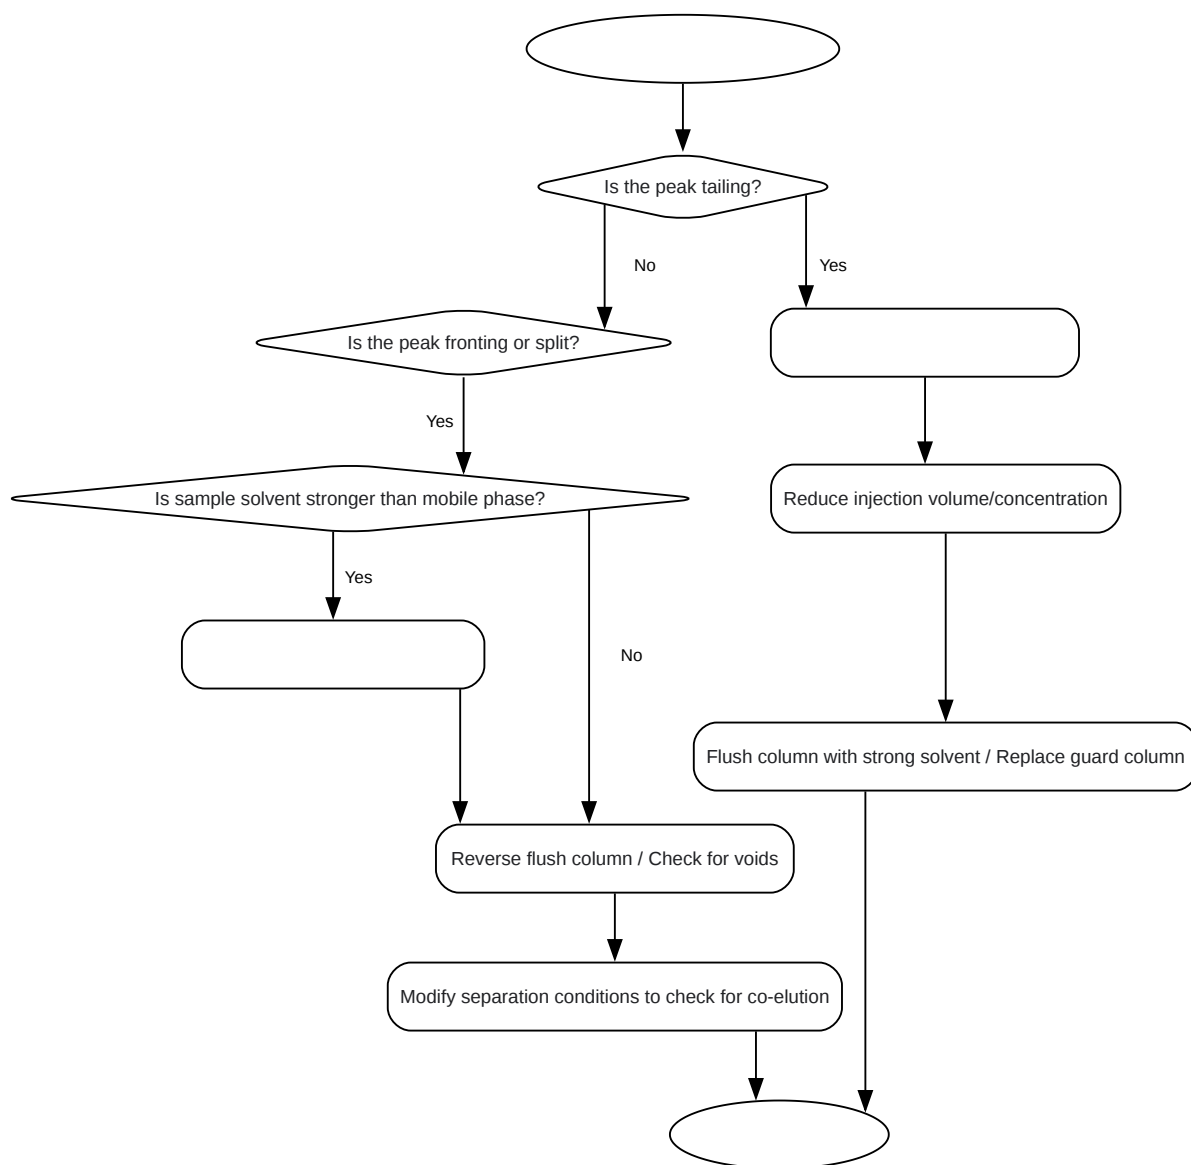 Is the peak tailing?
No
Yes
Is the peak fronting or split?
Yes
Is sample solvent stronger than mobile phase?
Reduce injection volume/concentration
Yes
No
Flush column with strong solvent / Replace guard column
Reverse flush column / Check for voids
Modify separation conditions to check for co-elution